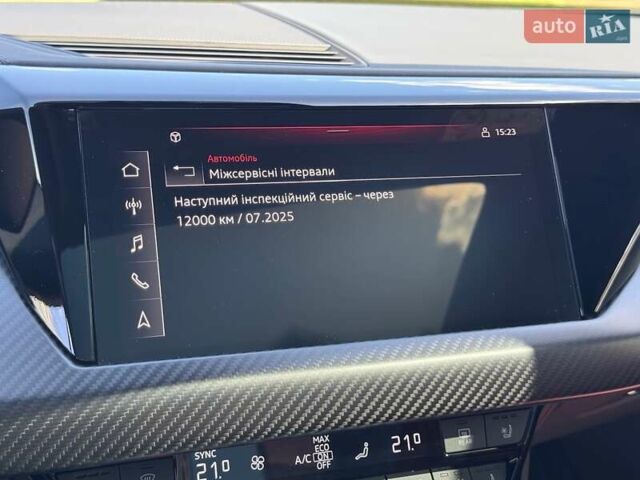 auto RIA
15:23
Автомобіль
Міжсервісні інтервали
Наступний інспекційний сервіс – через
12000 км / 07.2025
SYNC
21.0
A/C
MAX
ECO
ON
OFF
21.0
REAR